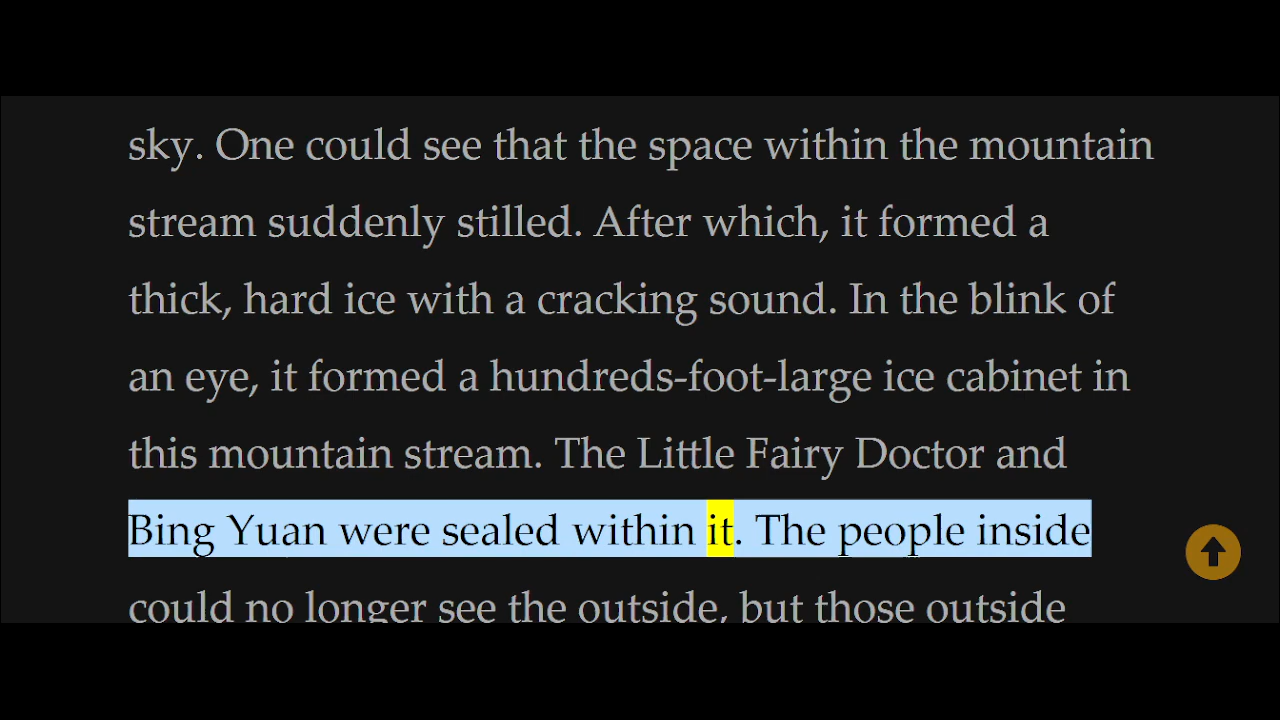 sky. One could see that the space within the mountain
stream suddenly stilled. After which, it formed a
thick, hard ice with a cracking sound. In the blink of
an eye, it formed a hundreds-foot-large ice cabinet in
this mountain stream. The Little Fairy Doctor and
Bing Yuan were sealed within it. The people inside
could no longer see the outside, but those outside